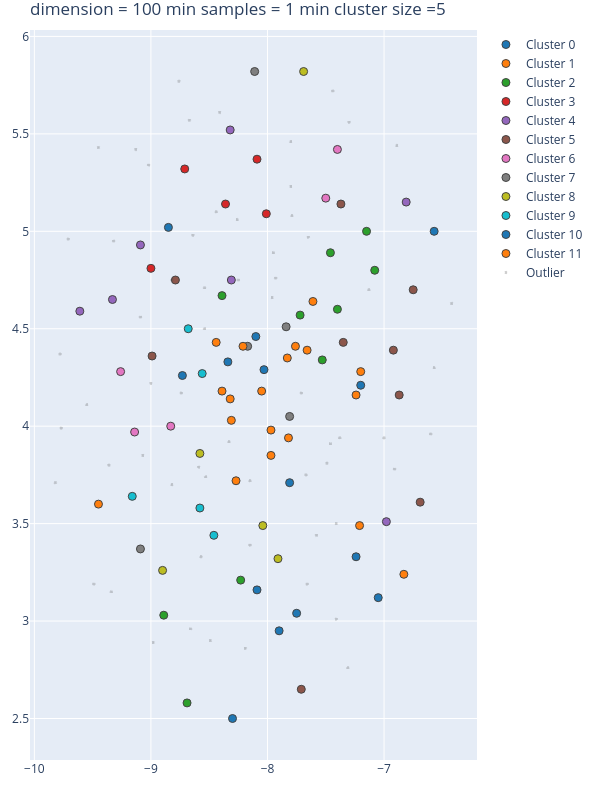 dimension = 100 min samples = 1 min cluster size =5
6
5.5
5
4.5
4
3.5
3
2.5
−10
−9
−8
−7
Cluster 0
Cluster 1
Cluster 2
Cluster 3
Cluster 4
Cluster 5
Cluster 6
Cluster 7
Cluster 8
Cluster 9
Cluster 10
Cluster 11
Outlier